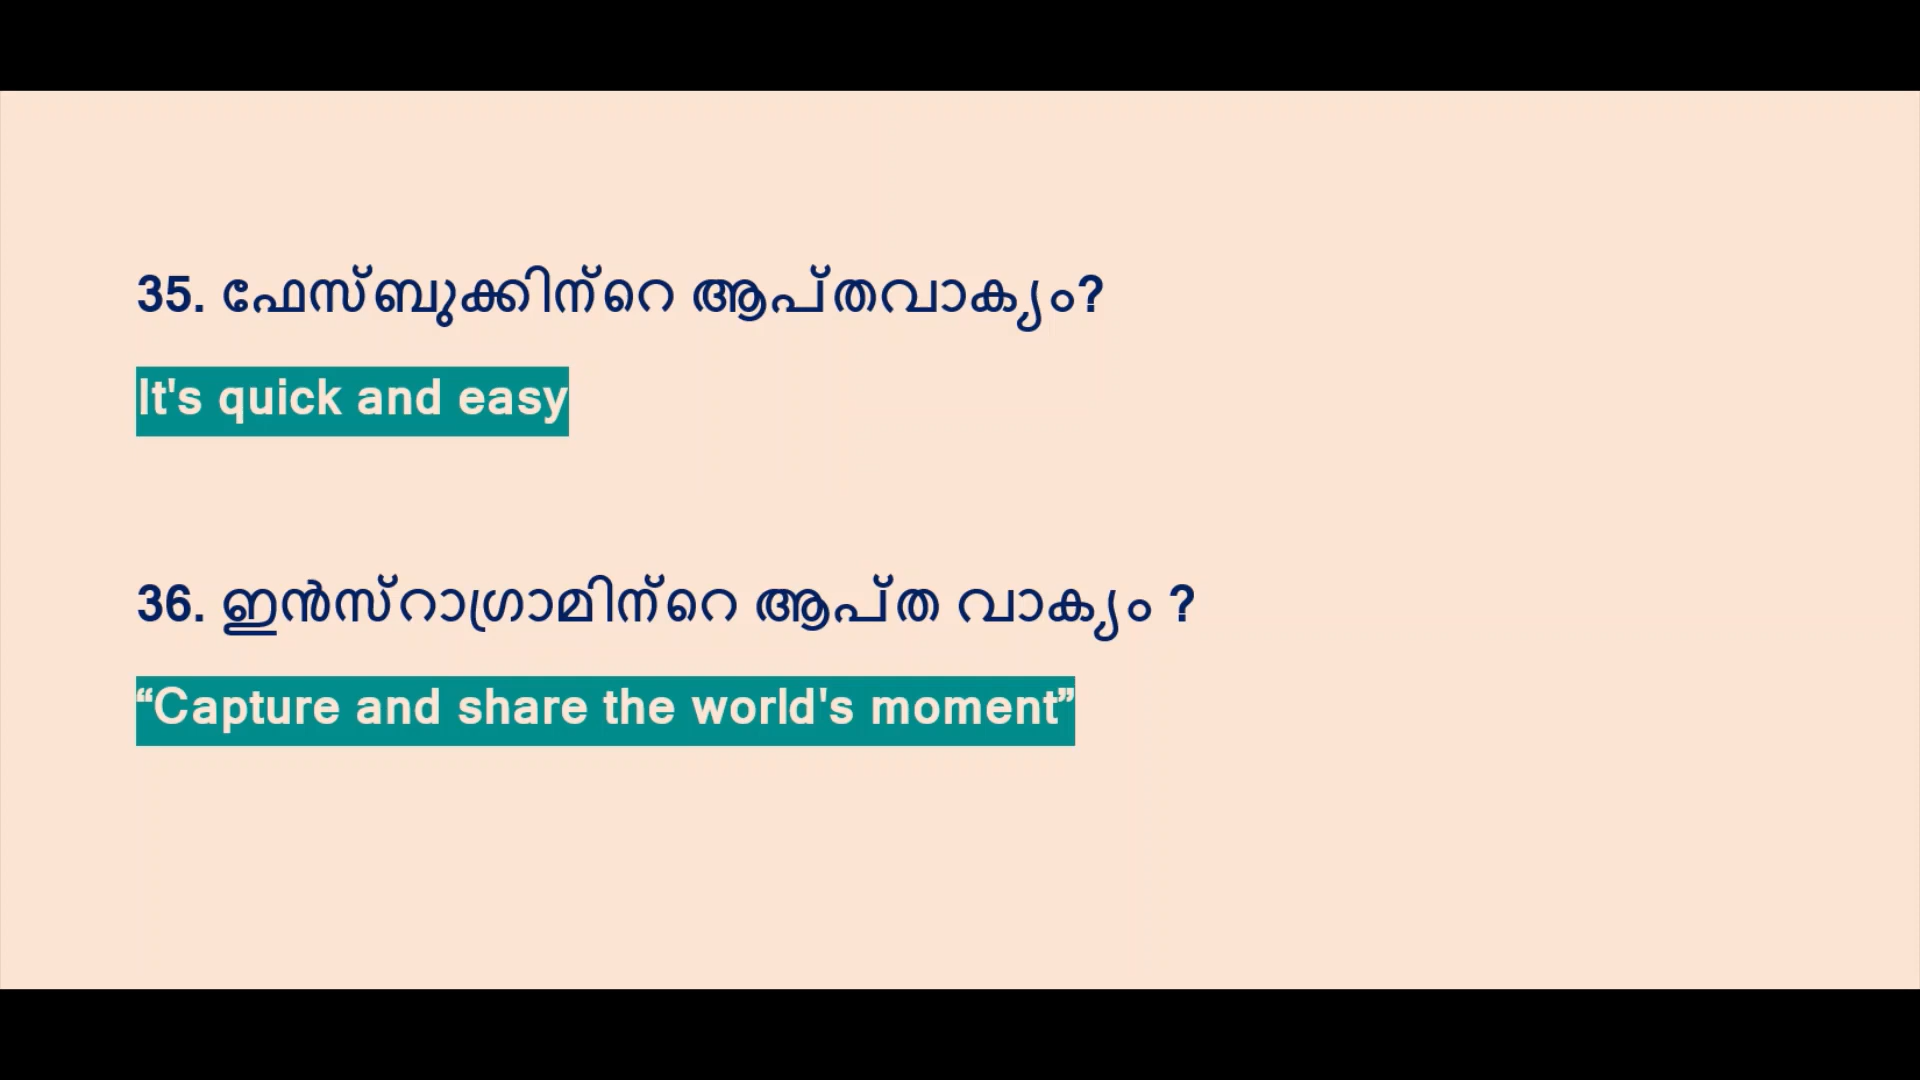 35. ഫേസ്ബുക്കിന്റെ ആപ്തവാക്യം?
It's quick and easy
36. ഇൻസ്റാഗ്രാമിന്റെ ആപ്ത വാക്യം ?
“Capture and share the world's moment”